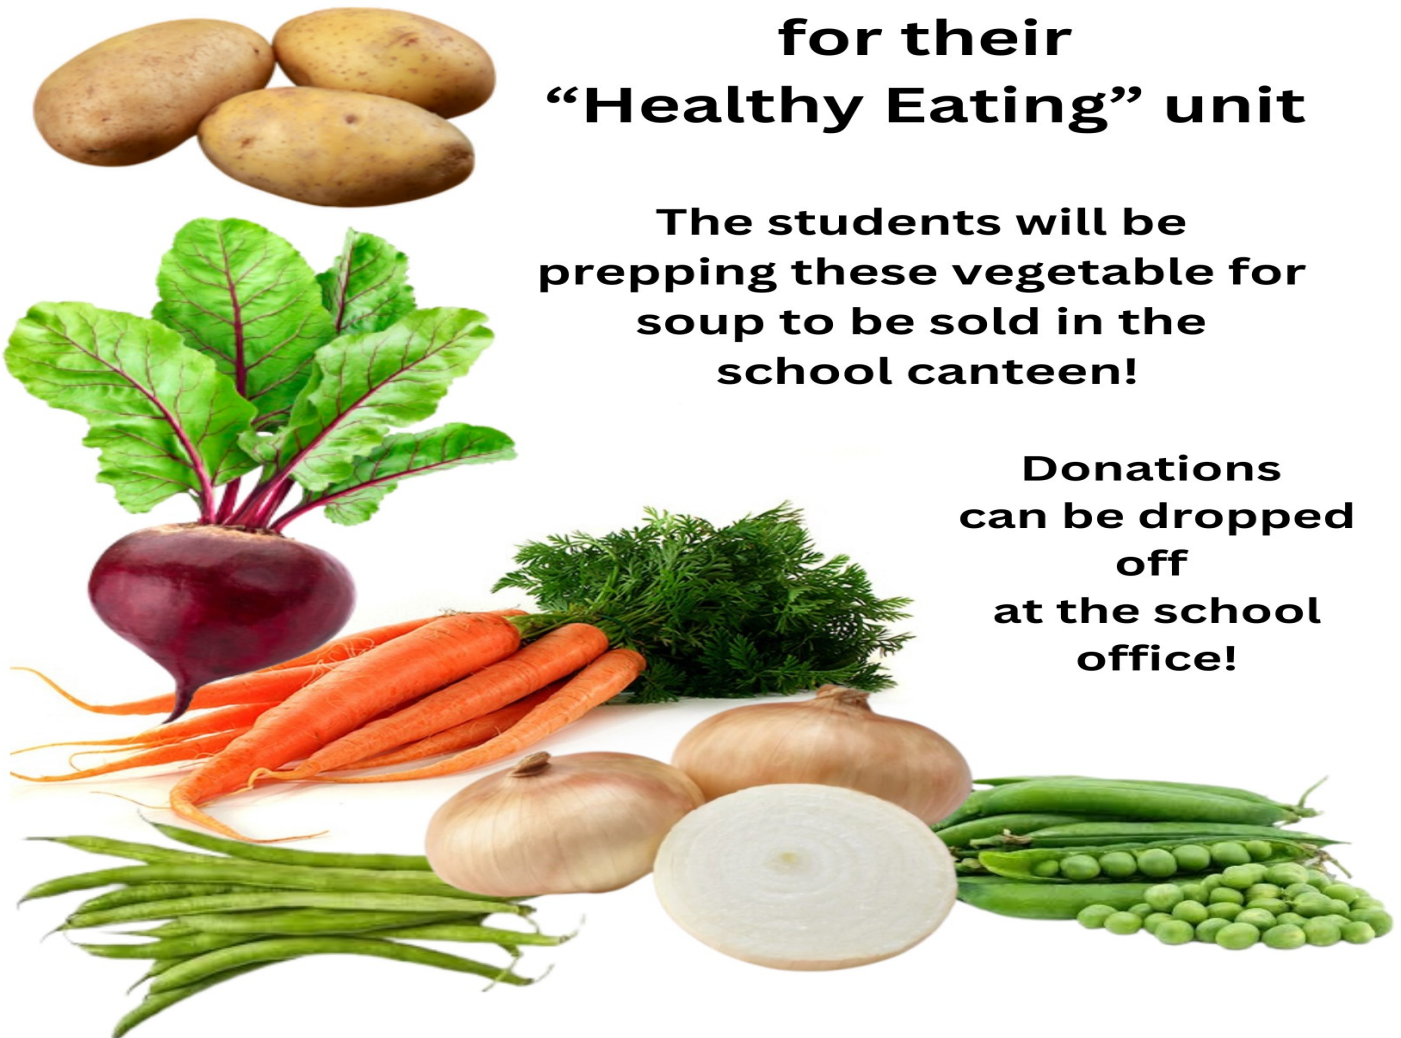 for their
“Healthy Eating” unit
The students will be
prepping these vegetable for
soup to be sold in the
school canteen!
Donations
can be dropped
off
at the school
office!